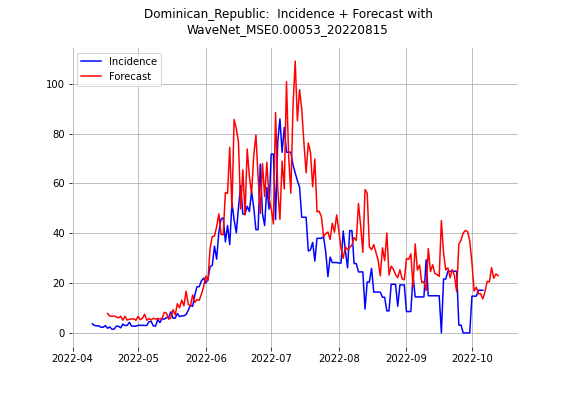 Dominican_Republic:  Incidence + Forecast with
WaveNet_MSE0.00053_20220815
Incidence
Forecast
100
80
60
40
20
0
2022-04 2022-05 2022-06 2022-07 2022-08 2022-09 2022-10